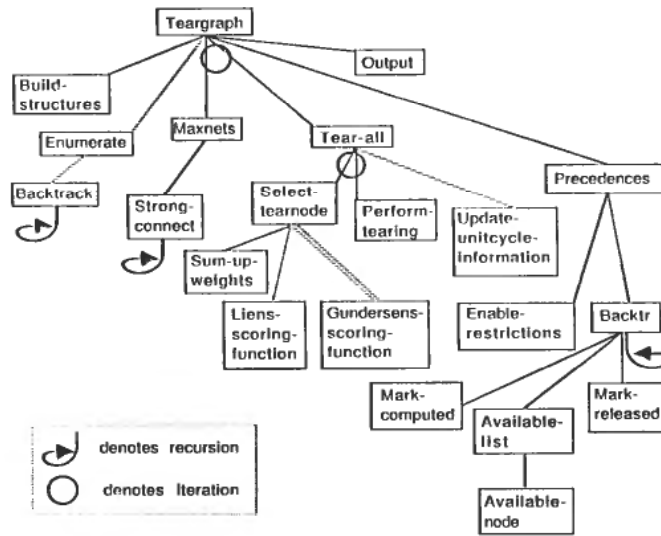 Teargraph
Output
Build-
structures
Enumerate
Maxnets
Tear-all
Backtrack
Strong-
connect
Select-
tearnode
Perform-
tearing
Update-
unitcycle-
information
Precedences
Sum-up-
weights
Liens-
scoring-
function
Gundersens-
scoring-
function
Enable-
restrictions
Backtr
Mark-
computed
Available-
list
Mark-
released
Available-
node
denotes recursion
denotes Iteration